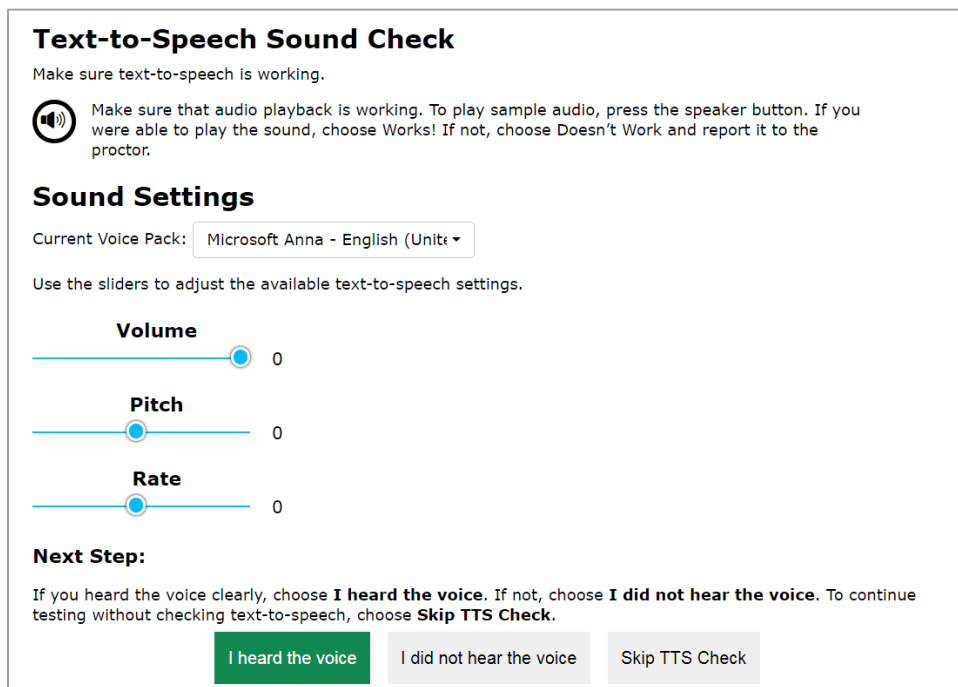 Text-to-Speech Sound Check
Make sure text-to-speech is working.
Make sure that audio playback is working. To play sample audio, press the speaker button. If you
were able to play the sound, choose Works! If not, choose Doesn’t Work and report it to the
proctor.
Sound Settings
Current Voice Pack: Microsoft Anna - English (Unite
Use the sliders to adjust the available text-to-speech settings.
Volume
0
Pitch
0
Rate
0
Next Step:
If you heard the voice clearly, choose I heard the voice. If not, choose I did not hear the voice. To continue
testing without checking text-to-speech, choose Skip TTS Check.
I heard the voice I did not hear the voice Skip TTS Check